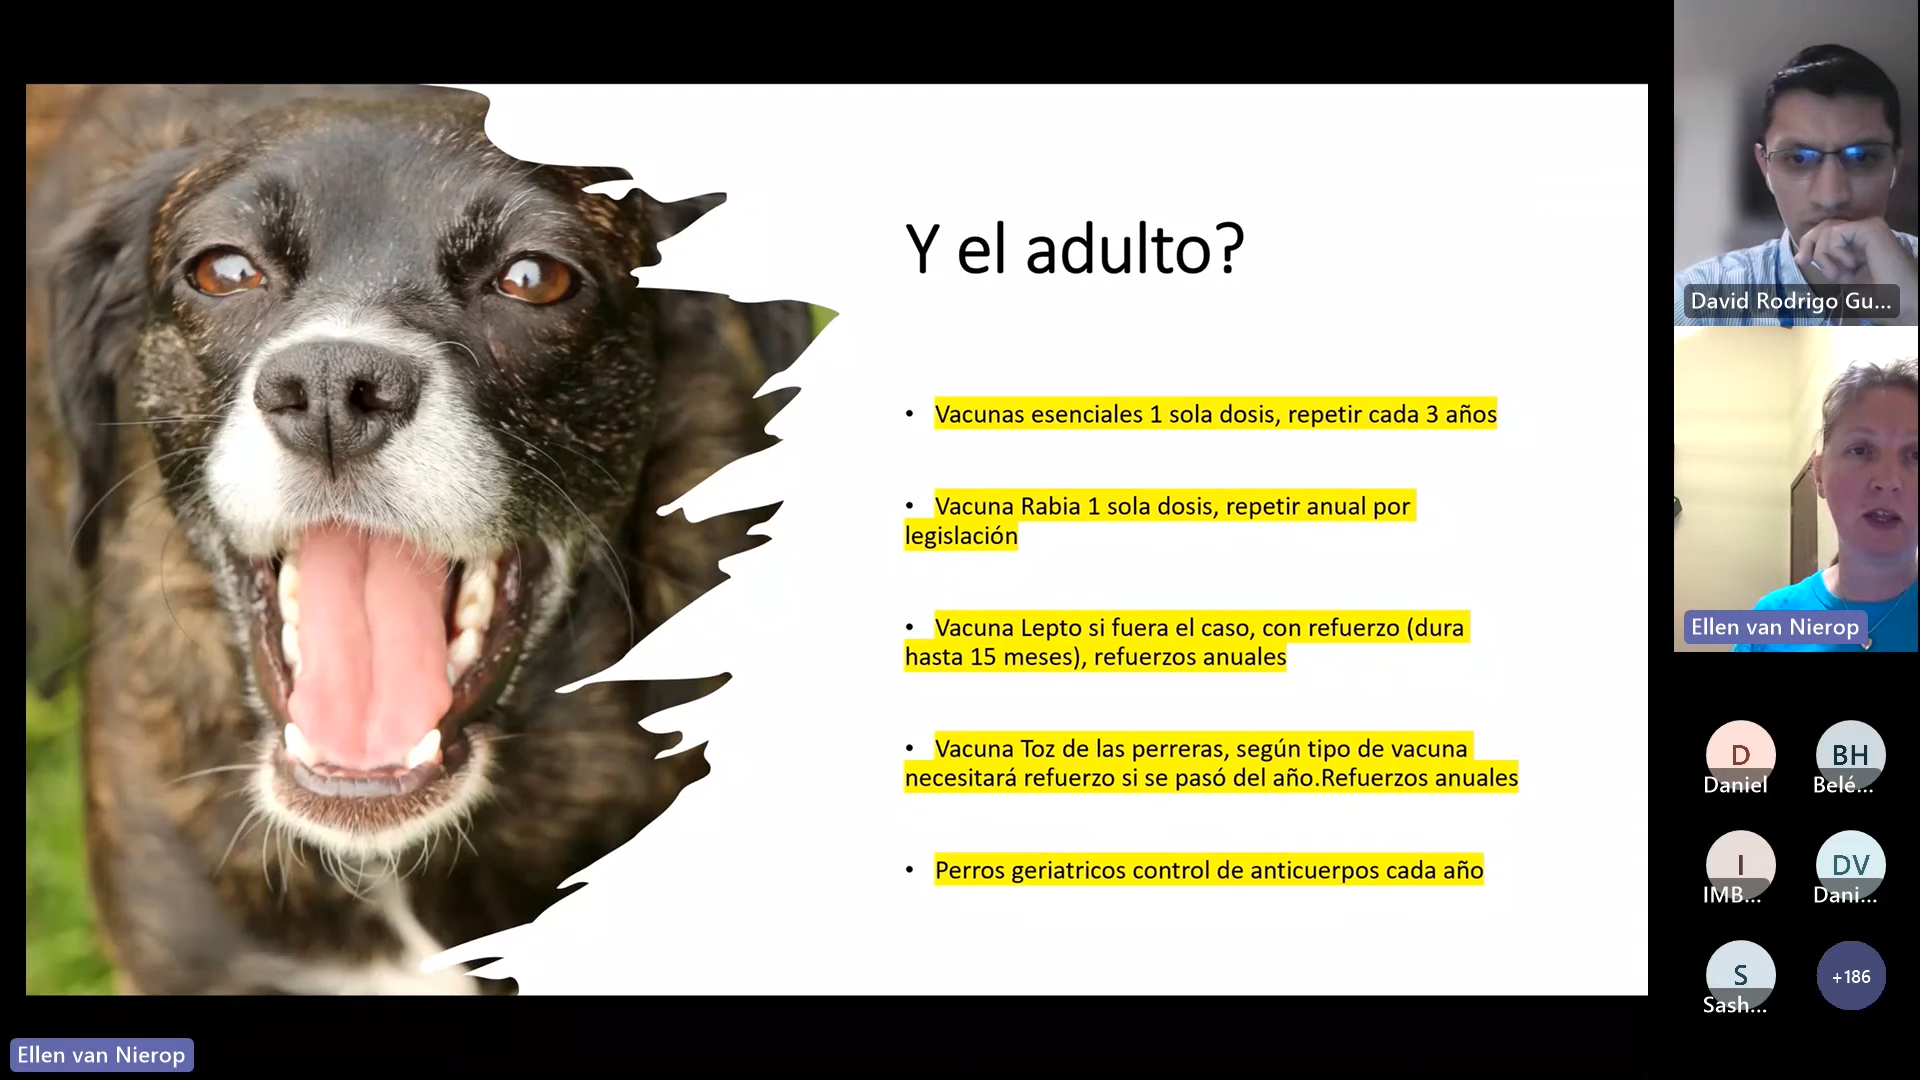 Y el adulto?
• Vacunas esenciales 1 sola dosis, repetir cada 3 años
• Vacuna Rabia 1 sola dosis, repetir anual por
legislación
• Vacuna Lepto si fuera el caso, con refuerzo (dura
hasta 15 meses), refuerzos anuales
• Vacuna Toz de las perreras, según tipo de vacuna
necesitará refuerzo si se pasó del año.Refuerzos anuales
• Perros geriatricos control de anticuerpos cada año
Ellen van Nierop
David Rodrigo Gu...
Ellen van Nierop
D
Daniel
BH
Belé...
I
IMB...
DV
Dani...
S
Sash...
+186